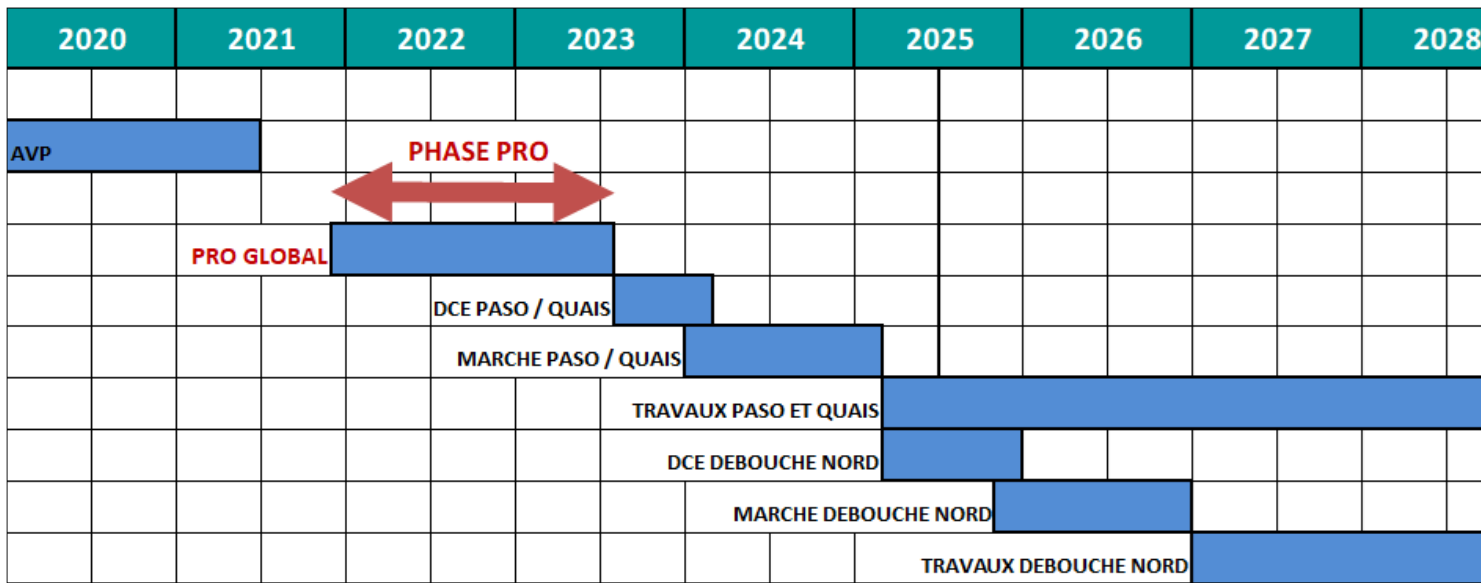 2020 2021 2022 2023 2024 2025 2026 2027 2028
AVP
PHASE PRO
PRO GLOBAL
DCE PASO / QUAIS
MARCHE PASO / QUAIS
TRAVAUX PASO ET QUAIS
DCE DEBOUCHE NORD
MARCHE DEBOUCHE NORD
TRAVAUX DEBOUCHE NORD